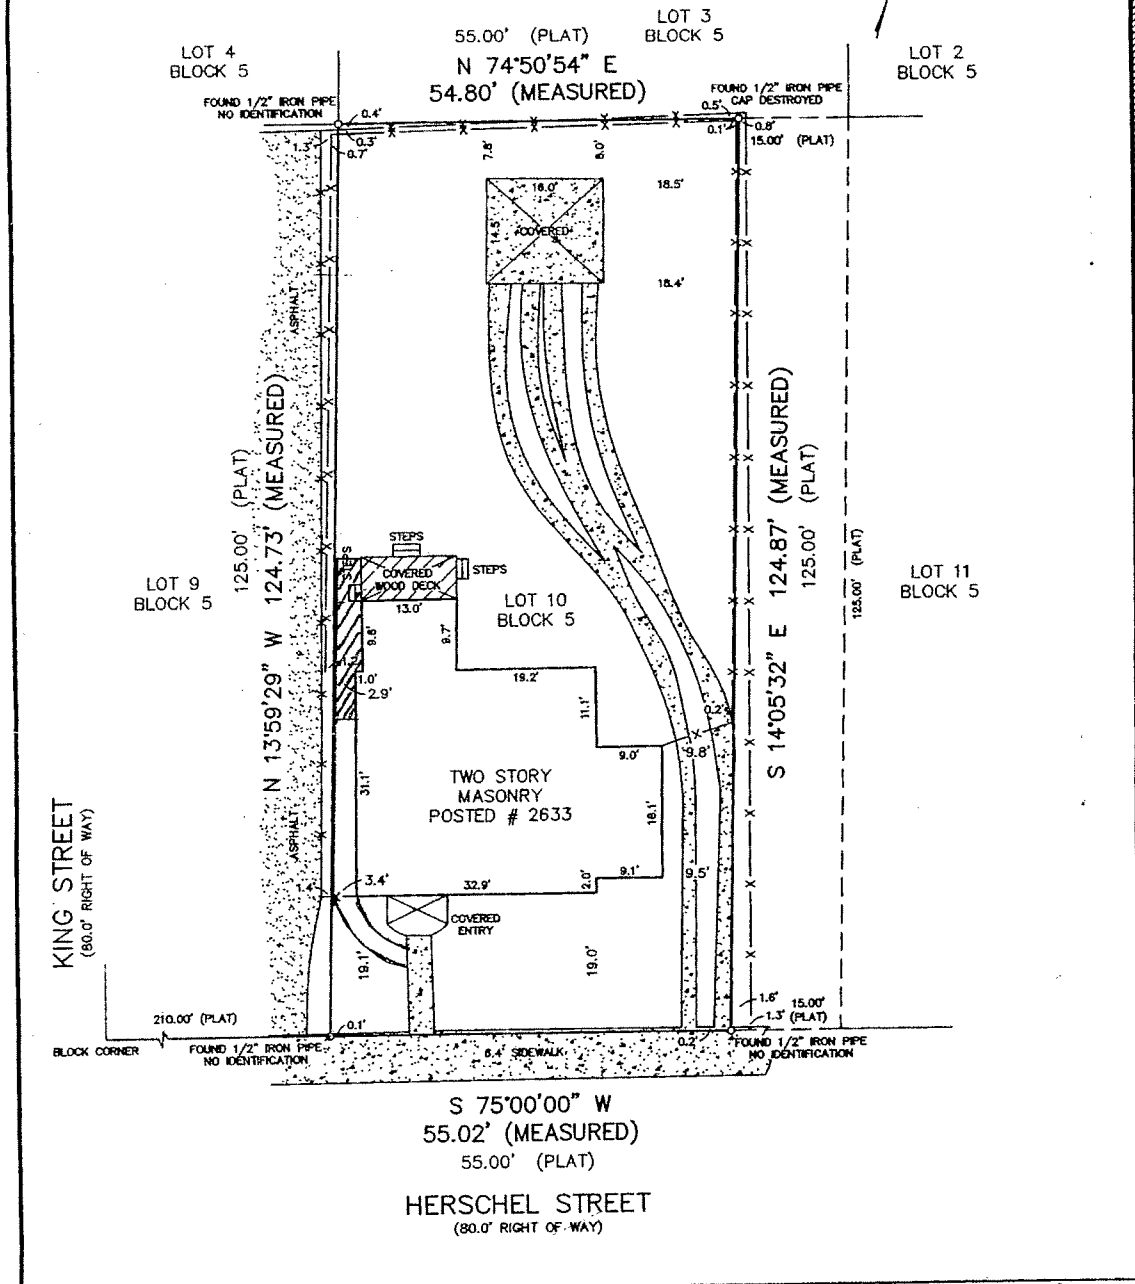 LOT 3
BLOCK 5
55.00' (PLAT)
N 74°50'54" E
54.80' (MEASURED)
LOT 4
BLOCK 5
LOT 2
BLOCK 5
FOUND 1/2" IRON PIPE
NO IDENTIFICATION
0.4'
FOUND 1/2" IRON PIPE
CAP DESTROYED
0.5'
0.1'
0.8'
15.00' (PLAT)
1.3'
0.3'
0.7'
7.8'
8.0'
16.0'
14.5'
COVERED
18.5'
18.4'
ASPHALT
N 13°59'29" W 124.73' (MEASURED)
125.00' (PLAT)
S 14°05'32" E 124.87' (MEASURED)
125.00' (PLAT)
125.00' (PLAT)
LOT 9
BLOCK 5
LOT 11
BLOCK 5
STEPS
STEPS
STEPS
COVERED
WOOD DECK
13.0'
LOT 10
BLOCK 5
9.7'
19.2'
1.0'
2.9'
11.1'
9.0'
0.2'
9.8'
31.1'
TWO STORY
MASONRY
POSTED # 2633
16.1'
ASPHALT
1.4'
3.4'
32.9'
2.0'
9.1'
9.5'
COVERED
ENTRY
19.1'
19.0'
KING STREET
(80.0' RIGHT OF WAY)
210.00' (PLAT)
BLOCK CORNER
0.1'
FOUND 1/2" IRON PIPE
NO IDENTIFICATION
6.4' SIDEWALK
0.2'
1.6'
15.00'
1.3' (PLAT)
FOUND 1/2" IRON PIPE
NO IDENTIFICATION
S 75°00'00" W
55.02' (MEASURED)
55.00' (PLAT)
HERSCHEL STREET
(80.0' RIGHT OF WAY)